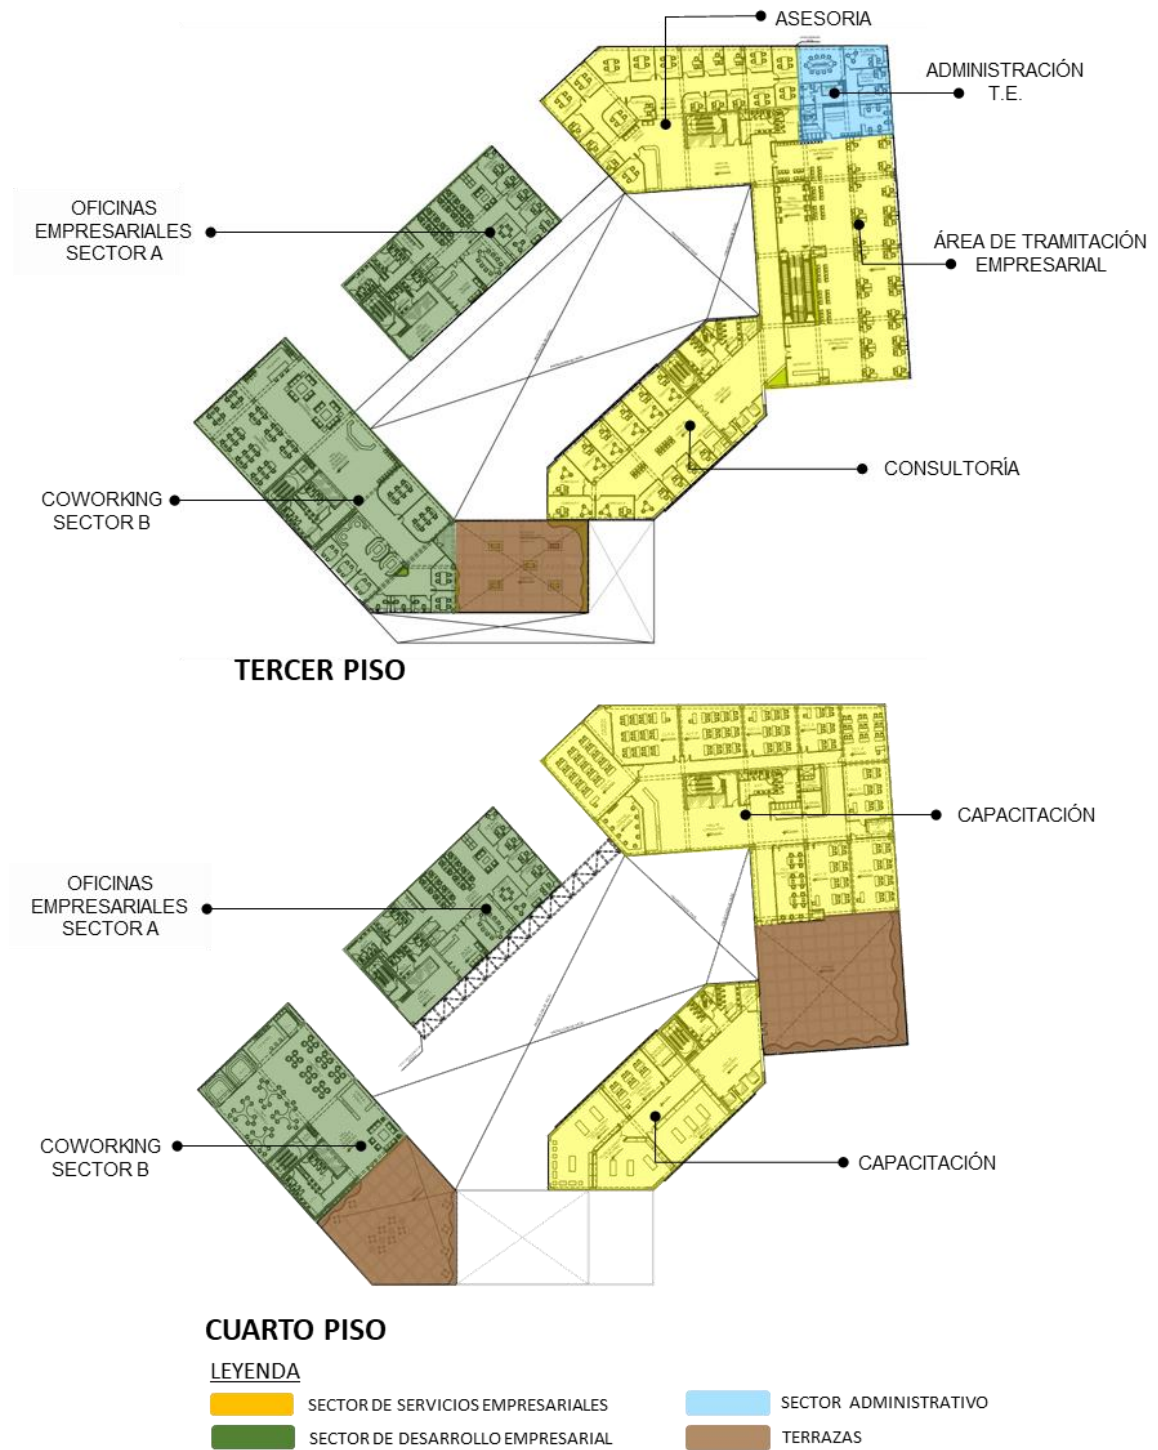 ASESORIA
ADMINISTRACIÓN
T.E.
OFICINAS
EMPRESARIALES
SECTOR A
ÁREA DE TRAMITACIÓN
EMPRESARIAL
CONSULTORÍA
COWORKING
SECTOR B
TERCER PISO
CAPACITACIÓN
OFICINAS
EMPRESARIALES
SECTOR A
COWORKING
SECTOR B
CAPACITACIÓN
CUARTO PISO
LEYENDA
SECTOR DE SERVICIOS EMPRESARIALES
SECTOR ADMINISTRATIVO
SECTOR DE DESARROLLO EMPRESARIAL
TERRAZAS